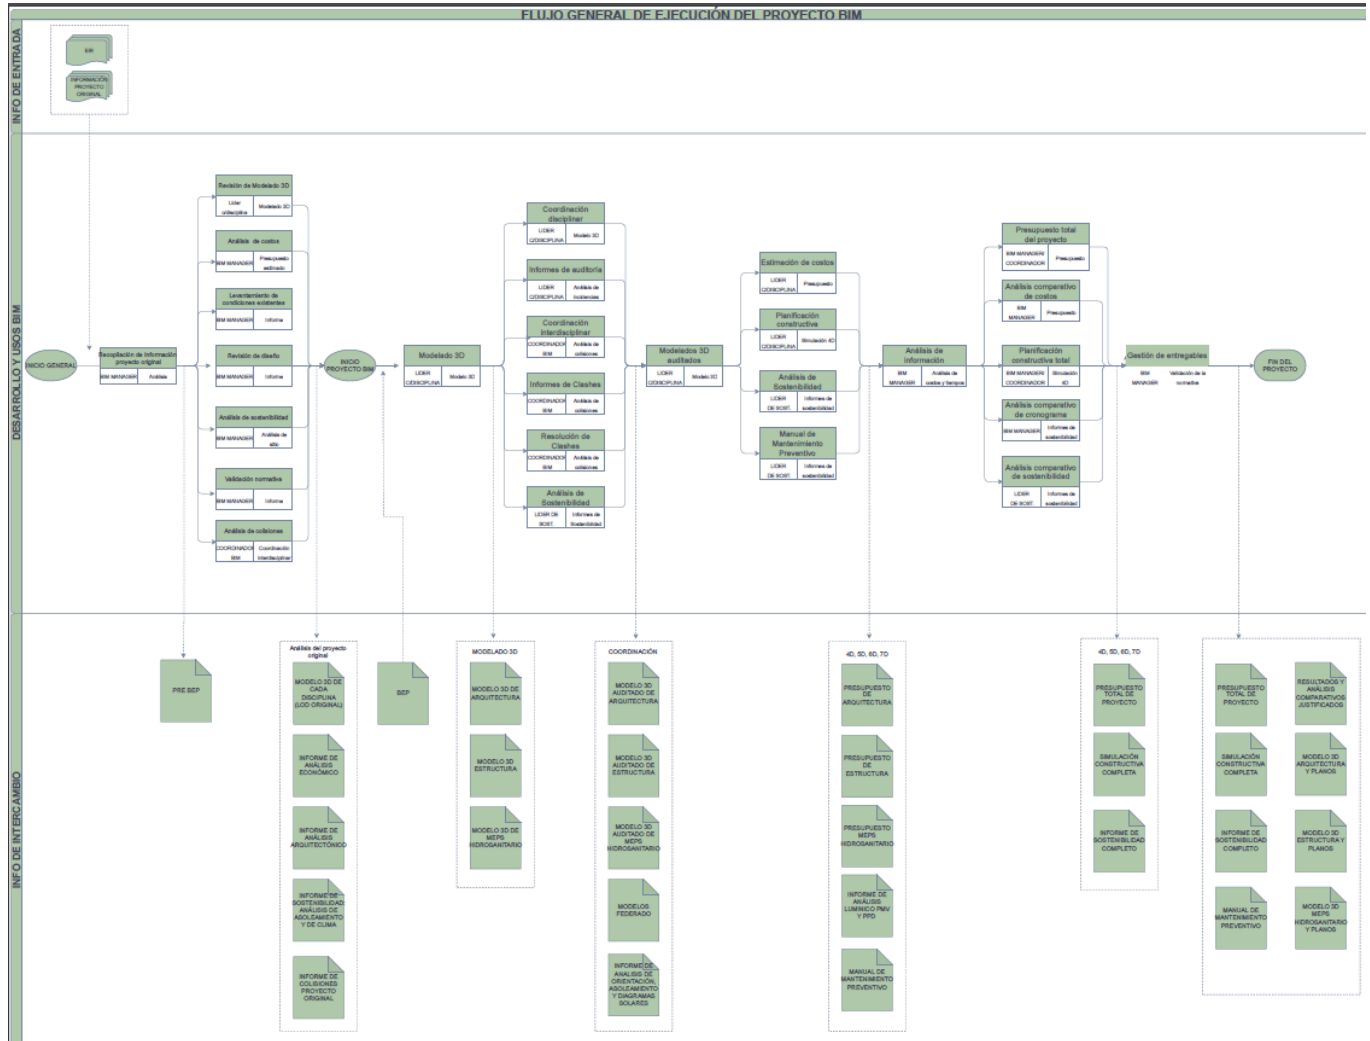 FLUJO GENERAL DE EJECUCIÓN DEL PROYECTO BIM
INFO DE ENTRADA
EIR
INFORMACIÓN
PROYECTO
ORIGINAL
DESARROLLO Y USOS BIM
INICIO GENERAL
Recopilación de información
proyecto original
BIM MANAGER
Análisis
Revisión de Modelado 3D
Líder
c/disciplina
Modelado 3D
Análisis de costos
BIM MANAGER
Presupuesto
estimado
Levantamiento de
condiciones existentes
BIM MANAGER
Informe
Revisión de diseño
BIM MANAGER
Informe
Análisis de sostenibilidad
BIM MANAGER
Análisis de
sitio
Validación normativa
BIM MANAGER
Informe
Análisis de colisiones
COORDINADOR
BIM
Coordinación
interdisciplinar
INICIO
PROYECTO BIM
Modelado 3D
LIDER
C/DISCIPLINA
Modelo 3D
Coordinación
disciplinar
LIDER
C/DISCIPLINA
Modelo 3D
Informes de auditoría
LIDER
C/DISCIPLINA
Análisis de
incidencias
Coordinación
interdisciplinar
COORDINADOR
BIM
Análisis de
colisiones
Informes de Clashes
COORDINADOR
BIM
Análisis de
colisiones
Resolución de
Clashes
COORDINADOR
BIM
Análisis de
colisiones
Análisis de
Sostenibilidad
LIDER DE
SOST.
Informes de
Sostenibilidad
Modelados 3D
auditados
LIDER
C/DISCIPLINA
Modelo 3D
Estimación de costos
LIDER
C/DISCIPLINA
Presupuesto
Planificación
constructiva
LIDER
C/DISCIPLINA
Simulación 4D
Análisis de
Sostenibilidad
LIDER
DE SOST.
Informes de
sostenibilidad
Manual de
Mantenimiento
Preventivo
LIDER
DE SOST.
Informes de
sostenibilidad
Análisis de
información
BIM
MANAGER
Análisis de
costos y tiempos
Presupuesto total
del proyecto
BIM MANAGER/
COORDINADOR
Presupuesto
Análisis comparativo
de costos
BIM
MANAGER
Presupuesto
Planificación
constructiva total
BIM MANAGER/
COORDINADOR
Simulación
4D
Análisis comparativo
de cronograma
BIM MANAGER
Informes de
sostenibilidad
Análisis comparativo
de sostenibilidad
LIDER
DE SOST.
Informes de
sostenibilidad
Gestión de entregables
BIM
MANAGER
Validación de la
normativa
FIN DEL
PROYECTO
INFO DE INTERCAMBIO
PRE BEP
Análisis del proyecto
original
MODELO 3D DE
CADA
DISCIPLINA
(LOD ORIGINAL)
INFORME DE
ANÁLISIS
ECONÓMICO
INFORME DE
ANÁLISIS
ARQUITECTÓNICO
INFORME DE
SOSTENIBILIDAD:
ANÁLISIS DE
ASOLEAMIENTO
Y DE CLIMA
INFORME DE
COLISIONES
PROYECTO
ORIGINAL
BEP
MODELADO 3D
MODELO 3D DE
ARQUITECTURA
MODELO 3D
ESTRUCTURA
MODELO 3D DE
MEPS
HIDROSANITARIO
COORDINACIÓN
MODELO 3D
AUDITADO DE
ARQUITECTURA
MODELO 3D
AUDITADO DE
ESTRUCTURA
MODELO 3D
AUDITADO DE
MEPS
HIDROSANITARIO
MODELOS
FEDERADO
INFORME DE
ANALISIS DE
ORIENTACIÓN,
ASOLEAMIENTO
Y DIAGRAMAS
SOLARES
4D, 5D, 6D, 7D
PRESUPUESTO
DE
ARQUITECTURA
PRESUPUESTO
DE
ESTRUCTURA
PRESUPUESTO
MEPS
HIDROSANITARIO
INFORME DE
ANÁLISIS
LUMINICO PMV
Y PPD
MANUAL DE
MANTENIMIENTO
PREVENTIVO
4D, 5D, 6D, 7D
PRESUPUESTO
TOTAL DE
PROYECTO
SIMULACIÓN
CONSTRUCTIVA
COMPLETA
INFORME DE
SOSTENIBILIDAD
COMPLETO
PRESUPUESTO
TOTAL DE
PROYECTO
SIMULACIÓN
CONSTRUCTIVA
COMPLETA
INFORME DE
SOSTENIBILIDAD
COMPLETO
MANUAL DE
MANTENIMIENTO
PREVENTIVO
RESULTADOS Y
ANÁLISIS
COMPARATIVOS
JUSTIFICADOS
MODELO 3D
ARQUITECTURA
Y PLANOS
MODELO 3D
ESTRUCTURA Y
PLANOS
MODELO 3D
MEPS
HIDROSANITARIO
Y PLANOS